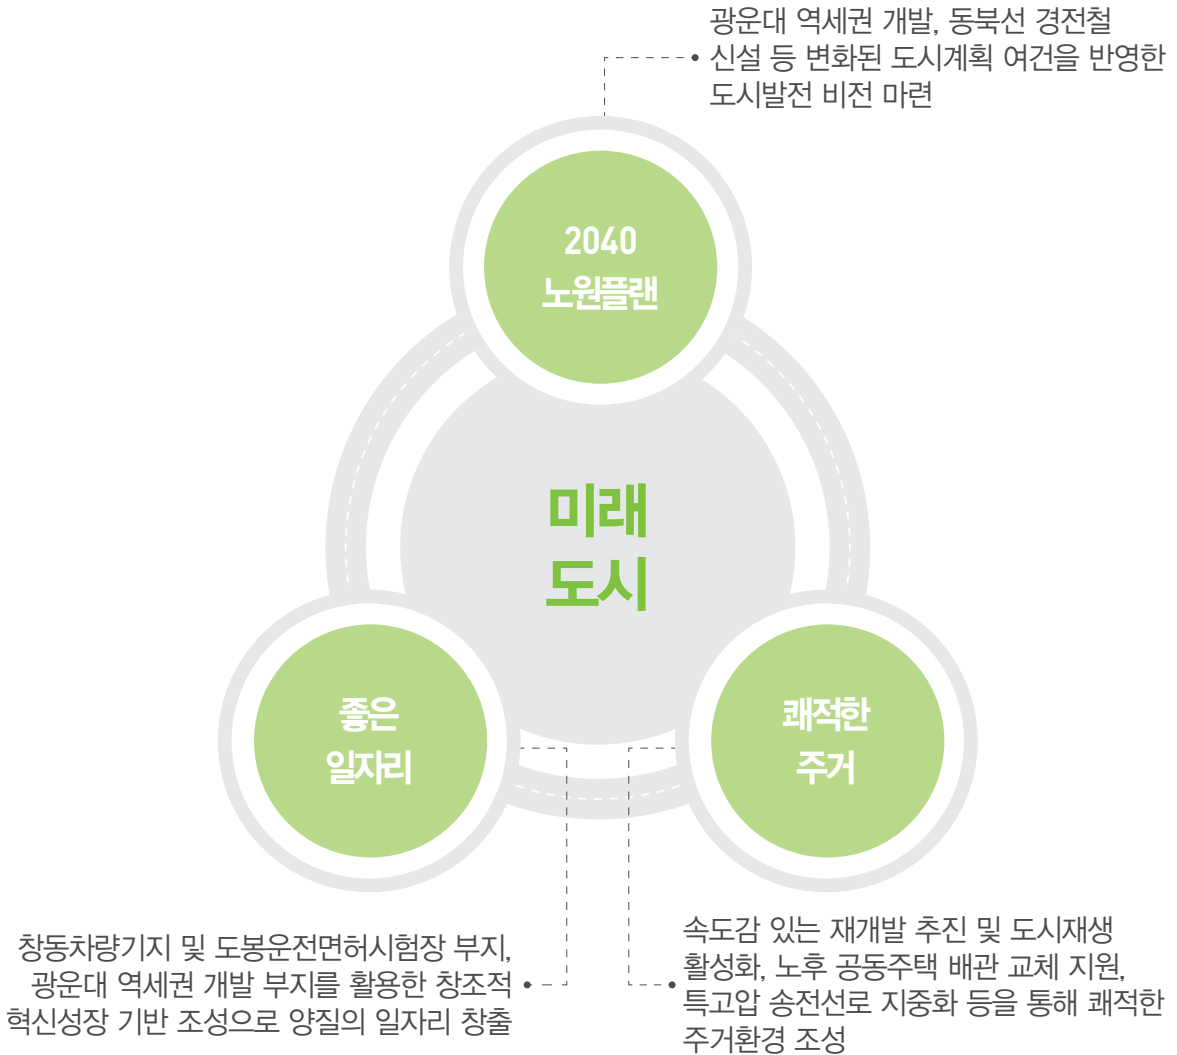 광운대 역세권 개발, 동북선 경전철
신설 등 변화된 도시계획 여건을 반영한
도시발전 비전 마련
2040
노원플랜
미래
도시
좋은
일자리
쾌적한
주거
창동차량기지 및 도봉운전면허시험장 부지,
광운대 역세권 개발 부지를 활용한 창조적
혁신성장 기반 조성으로 양질의 일자리 창출
속도감 있는 재개발 추진 및 도시재생
활성화, 노후 공동주택 배관 교체 지원,
특고압 송전선로 지중화 등을 통해 쾌적한
주거환경 조성